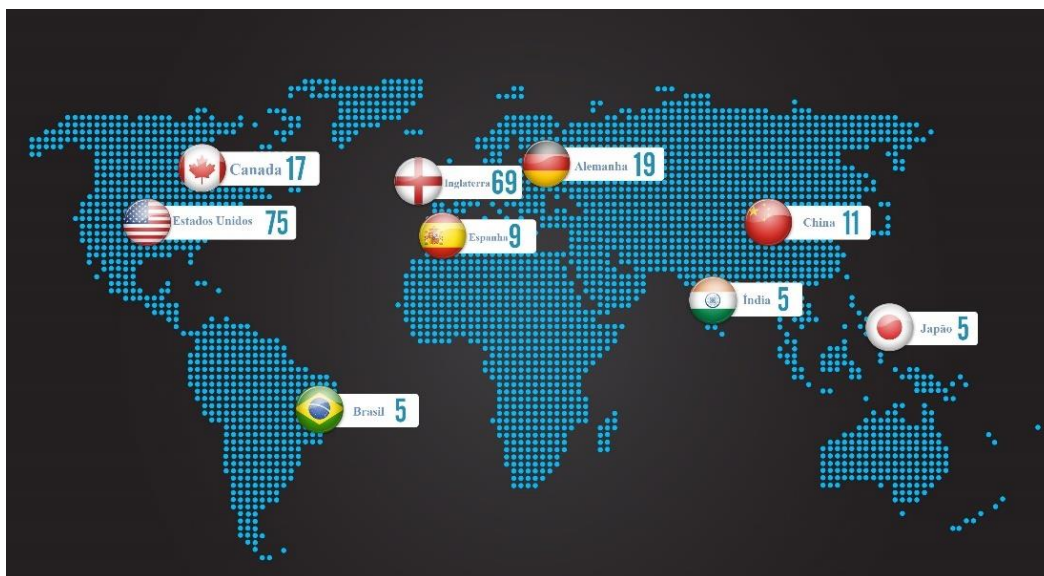 Canada 17
Inglaterra 69
Alemanha 19
Estados Unidos 75
Espanha 9
China 11
Índia 5
Japão 5
Brasil 5